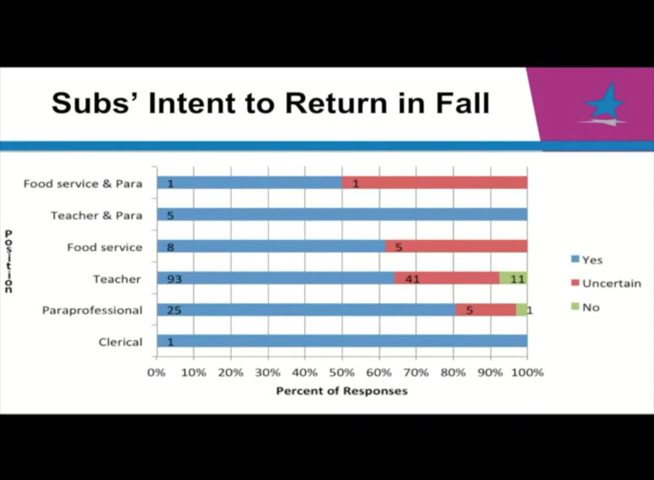 Subs' Intent to Return in Fall
Position
Food service & Para 1 1
Teacher & Para 5
Food service 8 5
Teacher 93 41 11
Paraprofessional 25 5 1
Clerical 1
0% 10% 20% 30% 40% 50% 60% 70% 80% 90% 100%
Percent of Responses
Yes
Uncertain
No